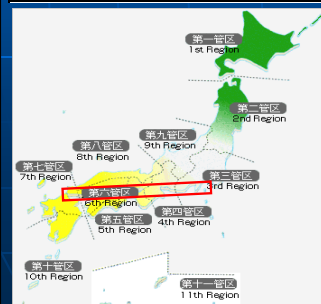 第一管区
1st Region
第二管区
2nd Region
第九管区
9th Region
第八管区
8th Region
第七管区
7th Region
第三管区
3rd Region
第六管区
6th Region
第四管区
4th Region
第五管区
5th Region
第十管区
10th Region
第十一管区
11th Region